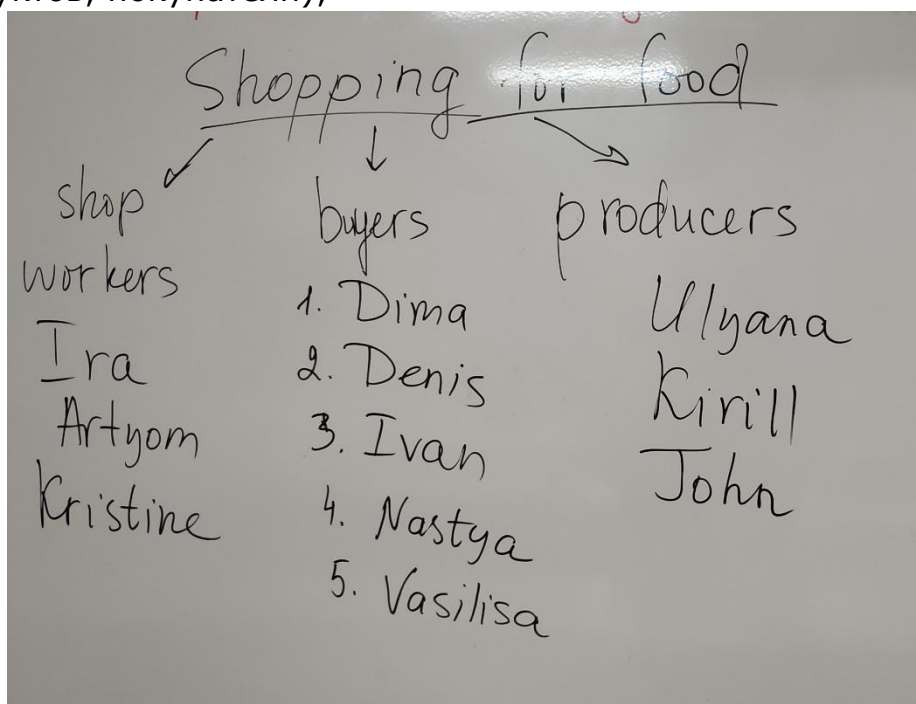 Shopping for food
shop
workers
Ira
Artyom
Kristine
buyers
1. Dima
2. Denis
3. Ivan
4. Nastya
5. Vasilisa
producers
Ulyana
Kirill
John